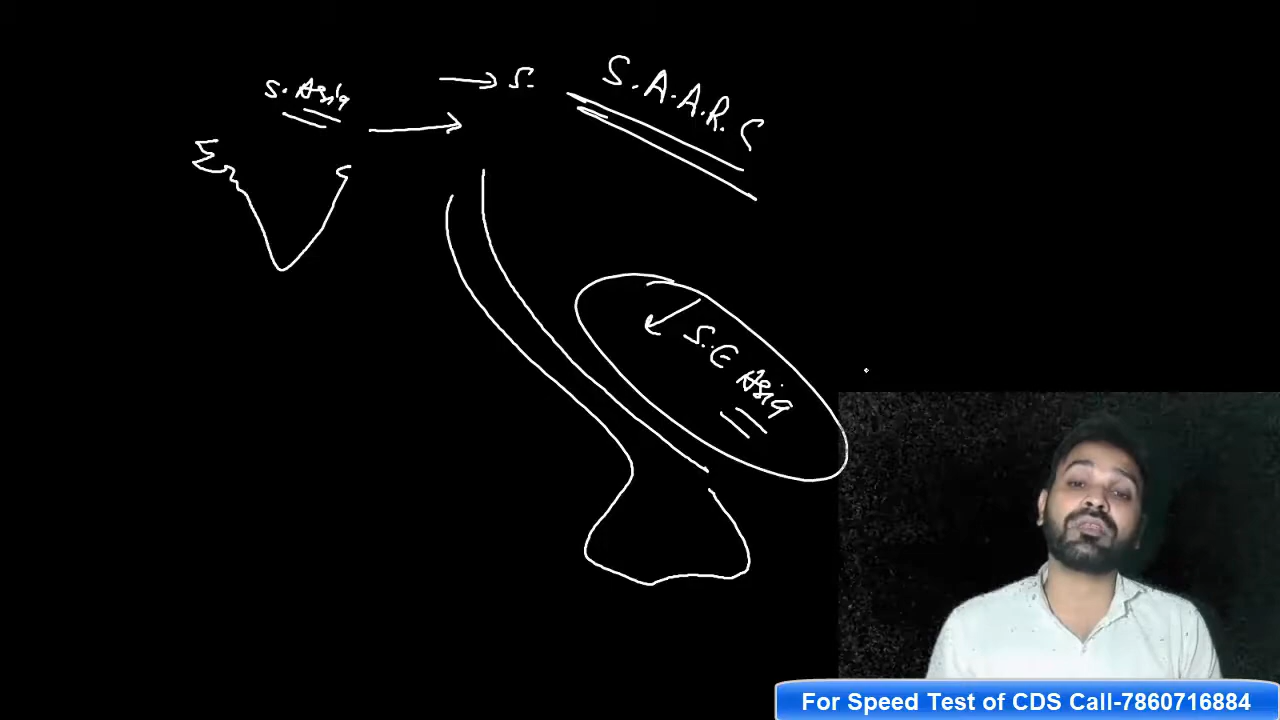 S. Asia
S.
S.A.A.R.C
S.E Asia
For Speed Test of CDS Call-7860716884